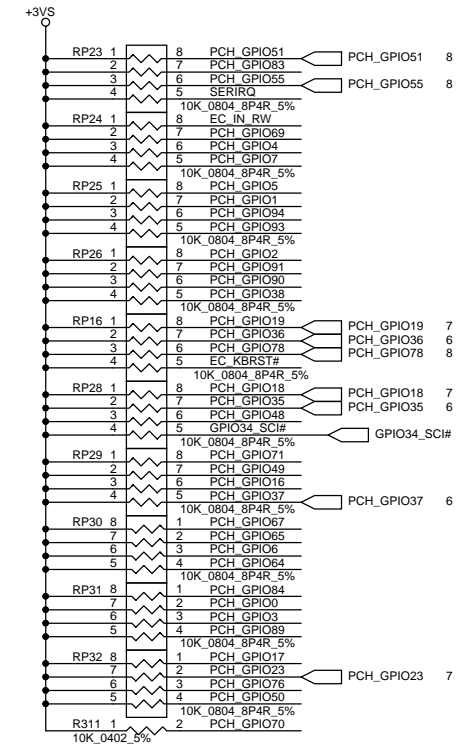 +3VS
RP23 1 8 PCH_GPIO51 PCH_GPIO51 8
2 7 PCH_GPIO83
3 6 PCH_GPIO55 PCH_GPIO55 8
4 5 SERIRQ
10K_0804_8P4R_5%
RP24 1 8 EC_IN_RW
2 7 PCH_GPIO69
3 6 PCH_GPIO4
4 5 PCH_GPIO7
10K_0804_8P4R_5%
RP25 1 8 PCH_GPIO5
2 7 PCH_GPIO1
3 6 PCH_GPIO94
4 5 PCH_GPIO93
10K_0804_8P4R_5%
RP26 1 8 PCH_GPIO2
2 7 PCH_GPIO91
3 6 PCH_GPIO90
4 5 PCH_GPIO38
10K_0804_8P4R_5%
RP16 1 8 PCH_GPIO19 PCH_GPIO19 7
2 7 PCH_GPIO36 PCH_GPIO36 6
3 6 PCH_GPIO78 PCH_GPIO78 8
4 5 EC_KBRST#
10K_0804_8P4R_5%
RP28 1 8 PCH_GPIO18 PCH_GPIO18 7
2 7 PCH_GPIO35 PCH_GPIO35 6
3 6 PCH_GPIO48
4 5 GPIO34_SCI# GPIO34_SCI#
10K_0804_8P4R_5%
RP29 1 8 PCH_GPIO71
2 7 PCH_GPIO49
3 6 PCH_GPIO16
4 5 PCH_GPIO37 PCH_GPIO37 6
10K_0804_8P4R_5%
RP30 8 1 PCH_GPIO67
7 2 PCH_GPIO65
6 3 PCH_GPIO6
5 4 PCH_GPIO64
10K_0804_8P4R_5%
RP31 8 1 PCH_GPIO84
7 2 PCH_GPIO0
6 3 PCH_GPIO3
5 4 PCH_GPIO89
10K_0804_8P4R_5%
RP32 8 1 PCH_GPIO17
7 2 PCH_GPIO23 PCH_GPIO23 7
6 3 PCH_GPIO76
5 4 PCH_GPIO50
10K_0804_8P4R_5%
R311 1 2 PCH_GPIO70
10K_0402_5%